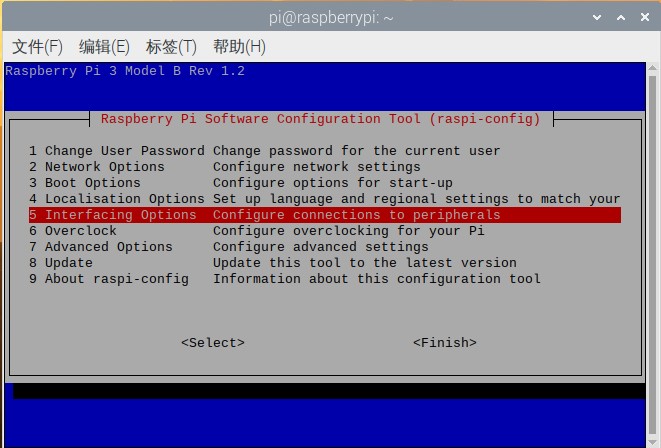 pi@raspberrypi: ~
文件(F) 编辑(E) 标签(T) 帮助(H)
Raspberry Pi 3 Model B Rev 1.2
Raspberry Pi Software Configuration Tool (raspi-config)
1 Change User Password Change password for the current user
2 Network Options Configure network settings
3 Boot Options Configure options for start-up
4 Localisation Options Set up language and regional settings to match your
5 Interfacing Options Configure connections to peripherals
6 Overclock Configure overclocking for your Pi
7 Advanced Options Configure advanced settings
8 Update Update this tool to the latest version
9 About raspi-config Information about this configuration tool
<Select> <Finish>